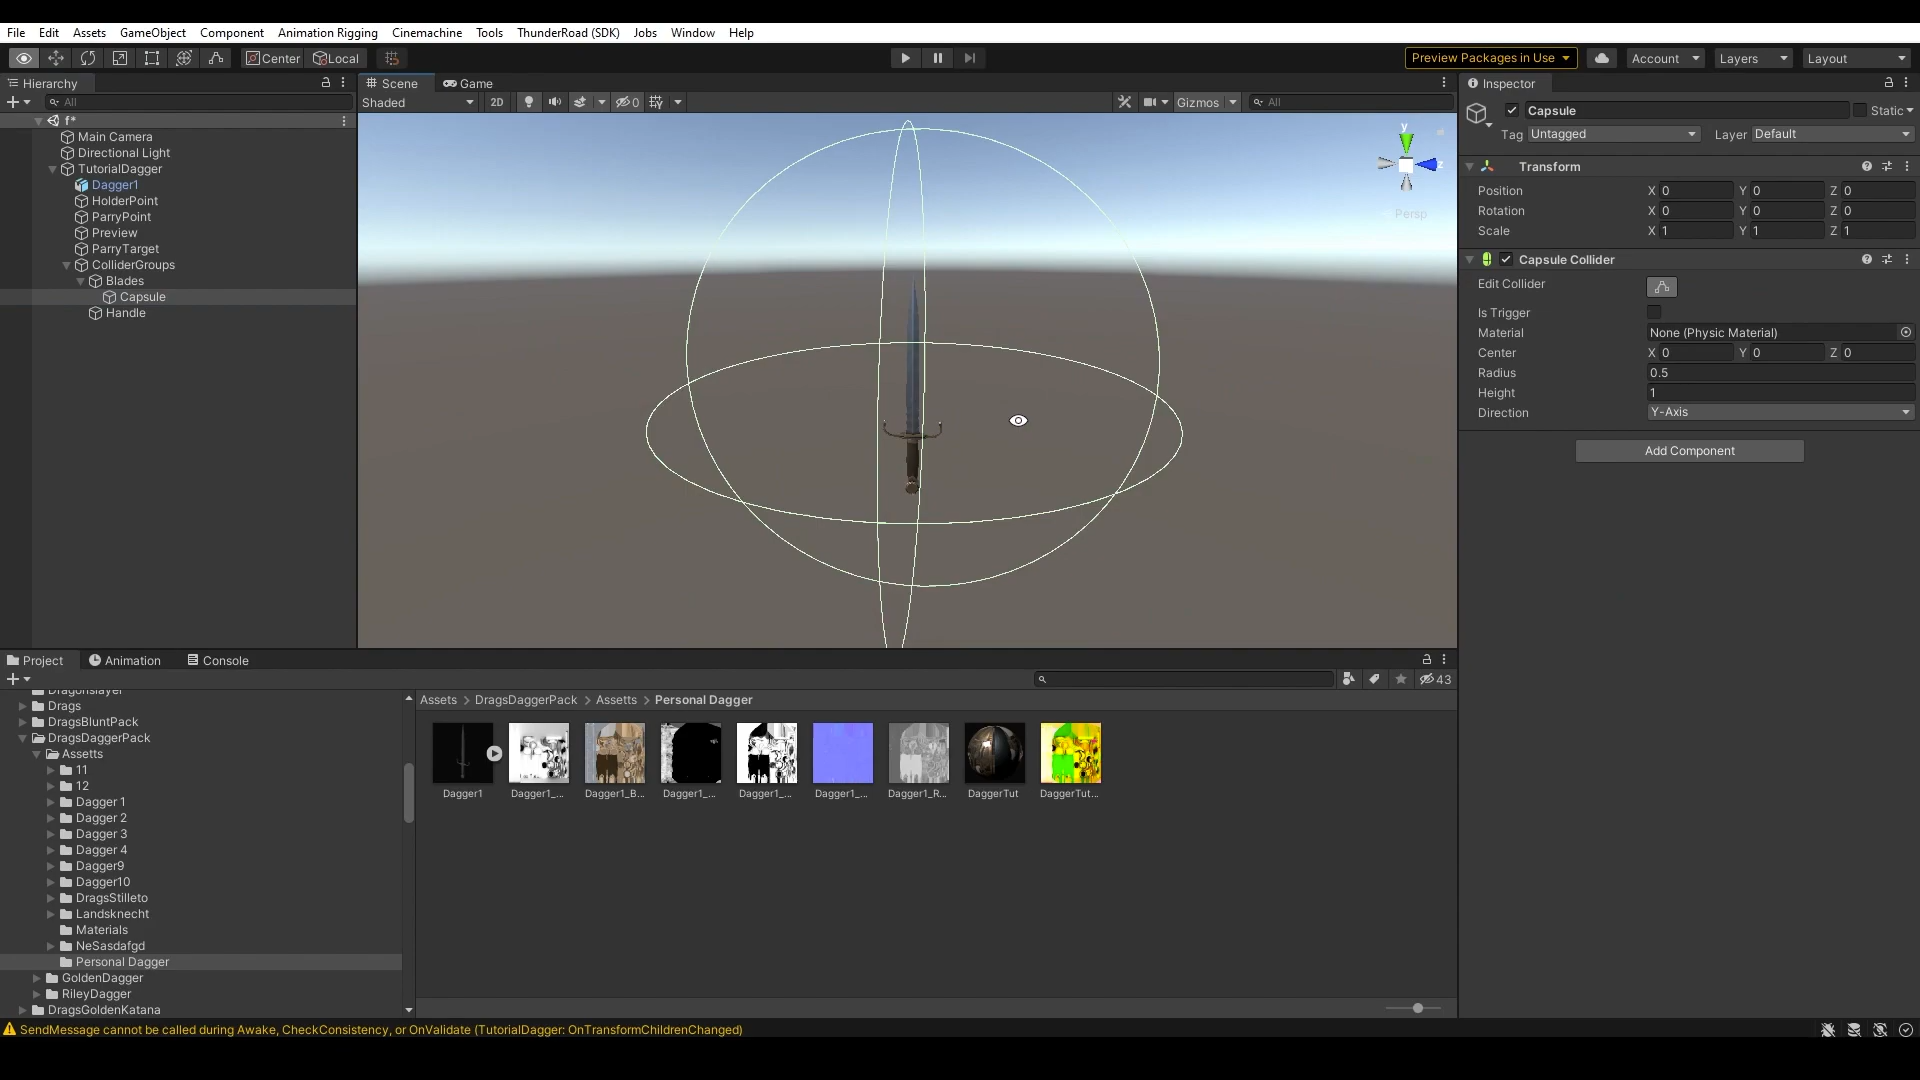 File Edit Assets GameObject Component Animation Rigging Cinemachine Tools ThunderRoad (SDK) Jobs Window Help
Center Local Preview Packages in Use Account Layers Layout
Hierarchy
All
f*
Main Camera
Directional Light
TutorialDagger
Dagger1
HolderPoint
ParryPoint
Preview
ParryTarget
ColliderGroups
Blades
Capsule
Handle
Scene Game
Shaded 2D 0 Gizmos All
y
Persp
Inspector
Capsule Static
Tag Untagged Layer Default
Transform
Position X 0 Y 0 Z 0
Rotation X 0 Y 0 Z 0
Scale X 1 Y 1 Z 1
Capsule Collider
Edit Collider
Is Trigger
Material None (Physic Material)
Center X 0 Y 0 Z 0
Radius 0.5
Height 1
Direction Y-Axis
Add Component
Project Animation Console
43
Dragonslayer
Drags
DragsBluntPack
DragsDaggerPack
Assetts
11
12
Dagger 1
Dagger 2
Dagger 3
Dagger 4
Dagger9
Dagger10
DragsStilleto
Landsknecht
Materials
NeSasdafgd
Personal Dagger
GoldenDagger
RileyDagger
DragsGoldenKatana
Assets > DragsDaggerPack > Assetts > Personal Dagger
Dagger1 Dagger1_... Dagger1_B... Dagger1_... Dagger1_... Dagger1_... Dagger1_R... DaggerTut DaggerTut...
SendMessage cannot be called during Awake, CheckConsistency, or OnValidate (TutorialDagger: OnTransformChildrenChanged)